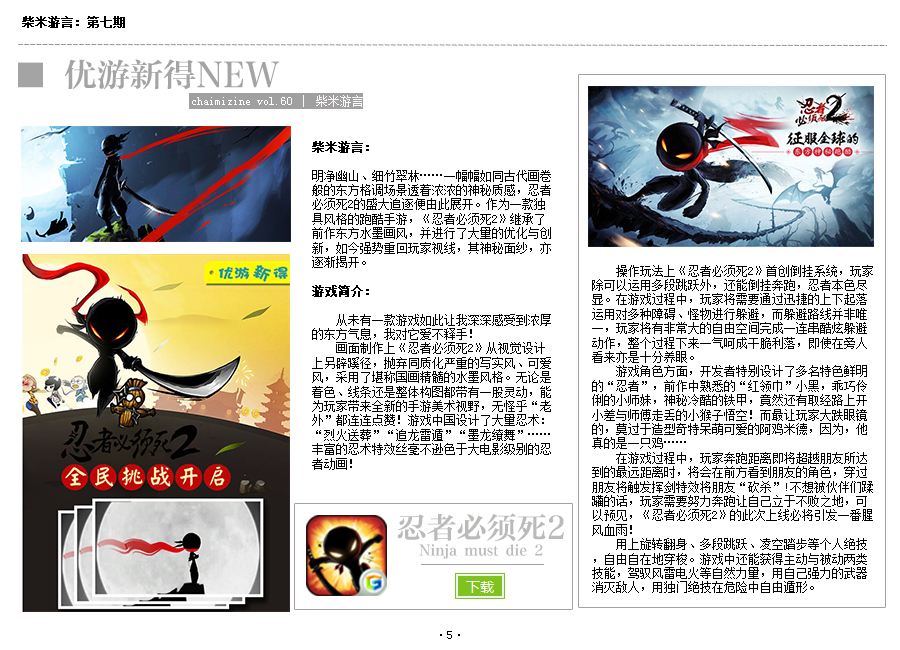 柴米游言：第七期
优游新得NEW
chaimizine vol.60 | 柴米游言
·优游新得
忍者必须死2
全民挑战开启
柴米游言：
明净幽山、细竹翠林……一幅幅如同古代画卷
般的东方格调场景透着浓浓的神秘质感，忍者
必须死2的盛大追逐便由此展开。作为一款独
具风格的跑酷手游，《忍者必须死2》继承了
前作东方水墨画风，并进行了大量的优化与创
新，如今强势重回玩家视线，其神秘面纱，亦
逐渐揭开。
游戏简介：
从未有一款游戏如此让我深深感受到浓厚
的东方气息，我对它爱不释手！
画面制作上《忍者必须死2》从视觉设计
上另辟蹊径，抛弃同质化严重的写实风、可爱
风，采用了堪称国画精髓的水墨风格。无论是
着色、线条还是整体构图都带有一股灵动，能
为玩家带来全新的手游美术视野，无怪乎“老
外”都连连点赞！游戏中国设计了大量忍术：
“烈火送葬”“追龙雷遁”“墨龙缭舞”……
丰富的忍术特效丝毫不逊色于大电影级别的忍
者动画！
忍者必须死2
Ninja must die 2
下载
忍者必须死2
征服全球的
东方神秘跑酷
操作玩法上《忍者必须死2》首创倒挂系统，玩家
除可以运用多段跳跃外，还能倒挂奔跑，忍者本色尽
显。在游戏过程中，玩家将需要通过迅捷的上下起落
运用对多种障碍、怪物进行躲避，而躲避路线并非唯
一，玩家将有非常大的自由空间完成一连串酷炫躲避
动作，整个过程下来一气呵成干脆利落，即使在旁人
看来亦是十分养眼。
游戏角色方面，开发者特别设计了多名特色鲜明
的“忍者”，前作中熟悉的“红领巾”小黑，乖巧伶
俐的小师妹，神秘冷酷的铁甲，竟然还有取经路上开
小差与师傅走丢的小猴子悟空！而最让玩家大跌眼镜
的，莫过于造型奇特呆萌可爱的阿鸡米德，因为，他
真的是一只鸡……
在游戏过程中，玩家奔跑距离即将超越朋友所达
到的最远距离时，将会在前方看到朋友的角色，穿过
朋友将触发挥剑特效将朋友“砍杀”!不想被伙伴们蹂
躏的话，玩家需要努力奔跑让自己立于不败之地，可
以预见，《忍者必须死2》的此次上线必将引发一番腥
风血雨！
用上旋转翻身、多段跳跃、凌空踏步等个人绝技
，自由自在地穿梭。游戏中还能获得主动与被动两类
技能，驾驭风雷电火等自然力量，用自己强力的武器
消灭敌人，用独门绝技在危险中自由遁形。
·5·